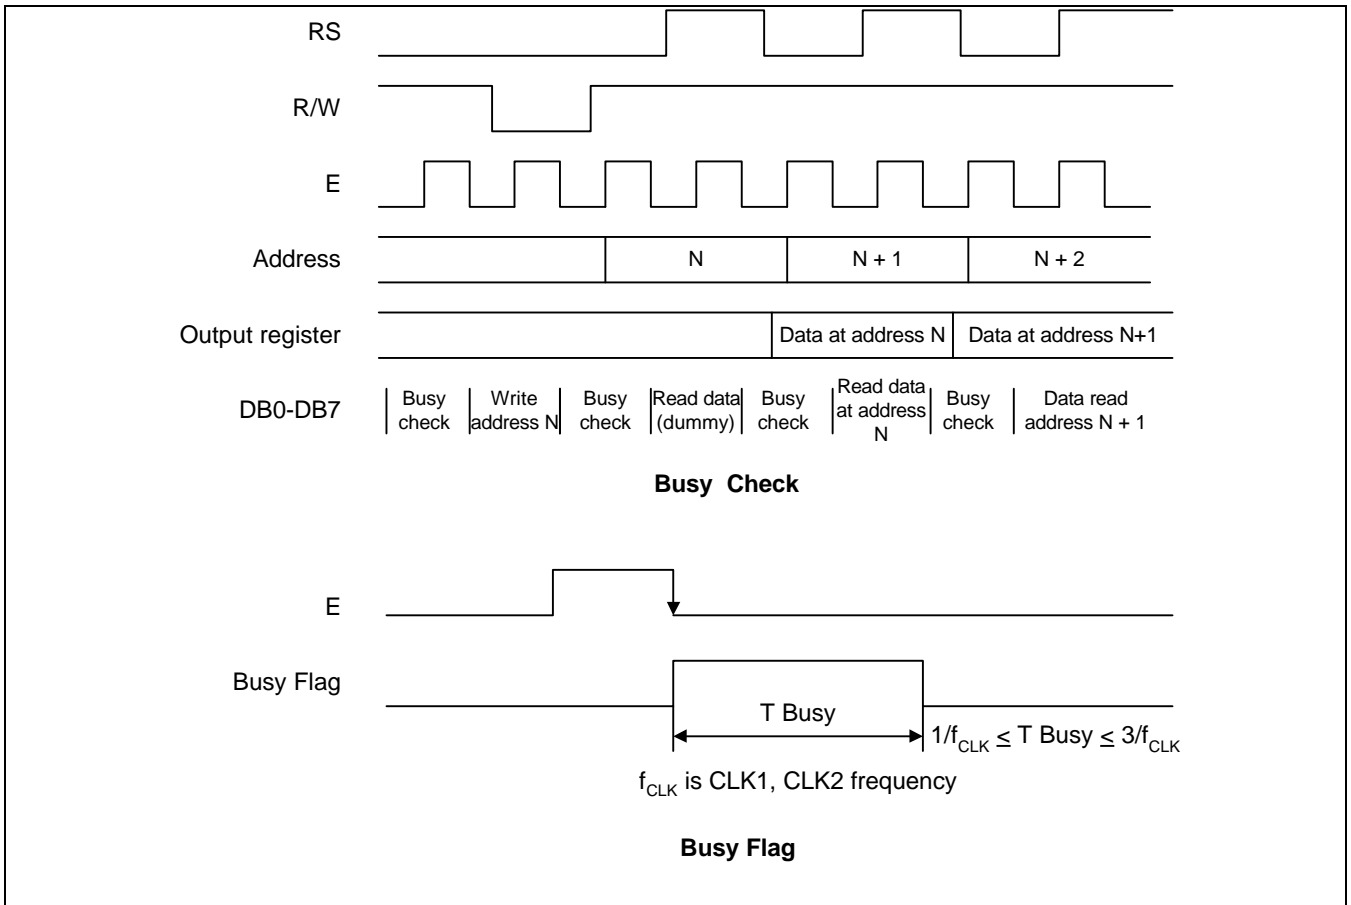 RS
R/W
E
Address
N
N + 1
N + 2
Output register
Data at address N
Data at address N+1
DB0-DB7
Busy
check
Write
address N
Busy
check
Read data
(dummy)
Busy
check
Read data
at address
N
Busy
check
Data read
address N + 1
Busy Check
E
Busy Flag
T Busy
1/fCLK ≤ T Busy ≤ 3/fCLK
fCLK is CLK1, CLK2 frequency
Busy Flag